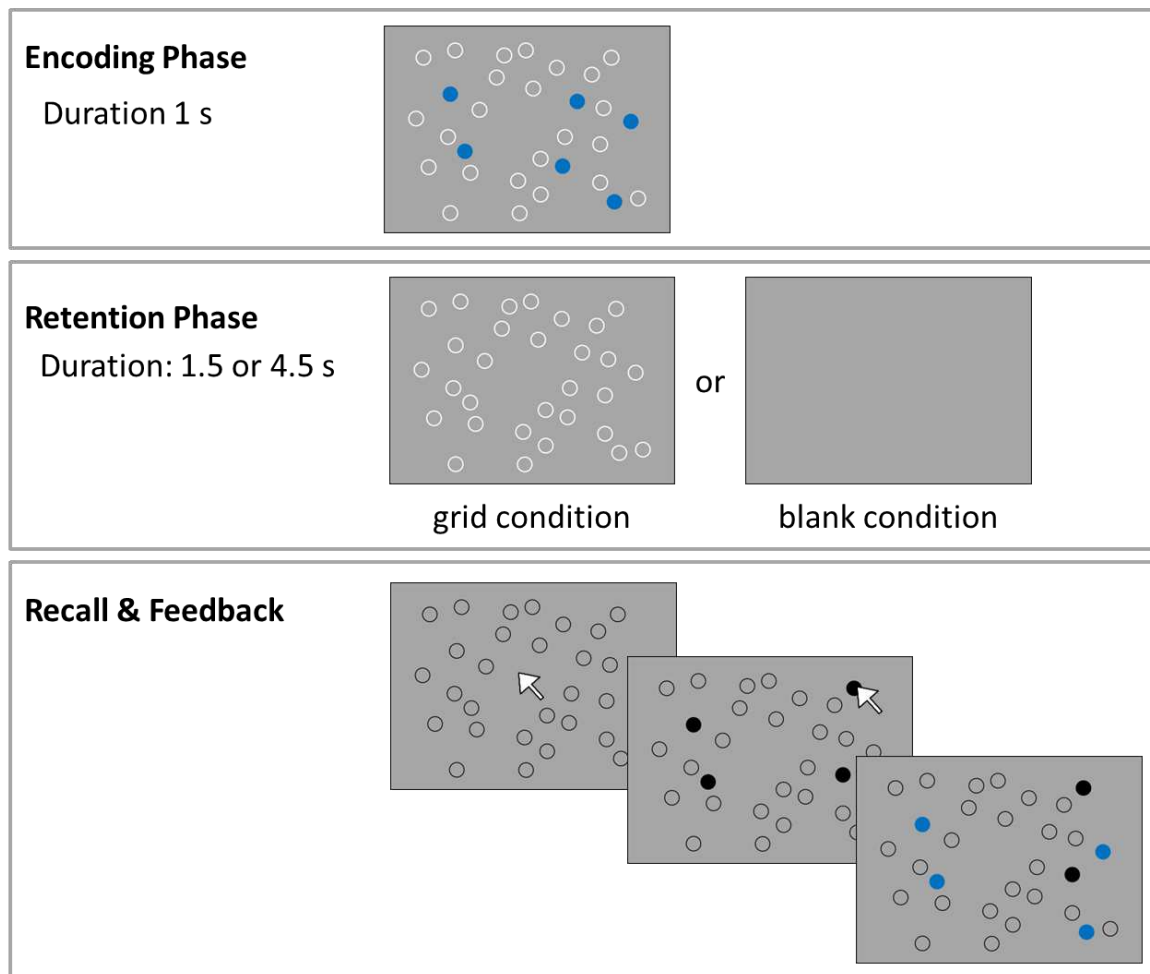 Encoding Phase
Duration 1 s
Retention Phase
Duration: 1.5 or 4.5 s
or
grid condition
blank condition
Recall & Feedback